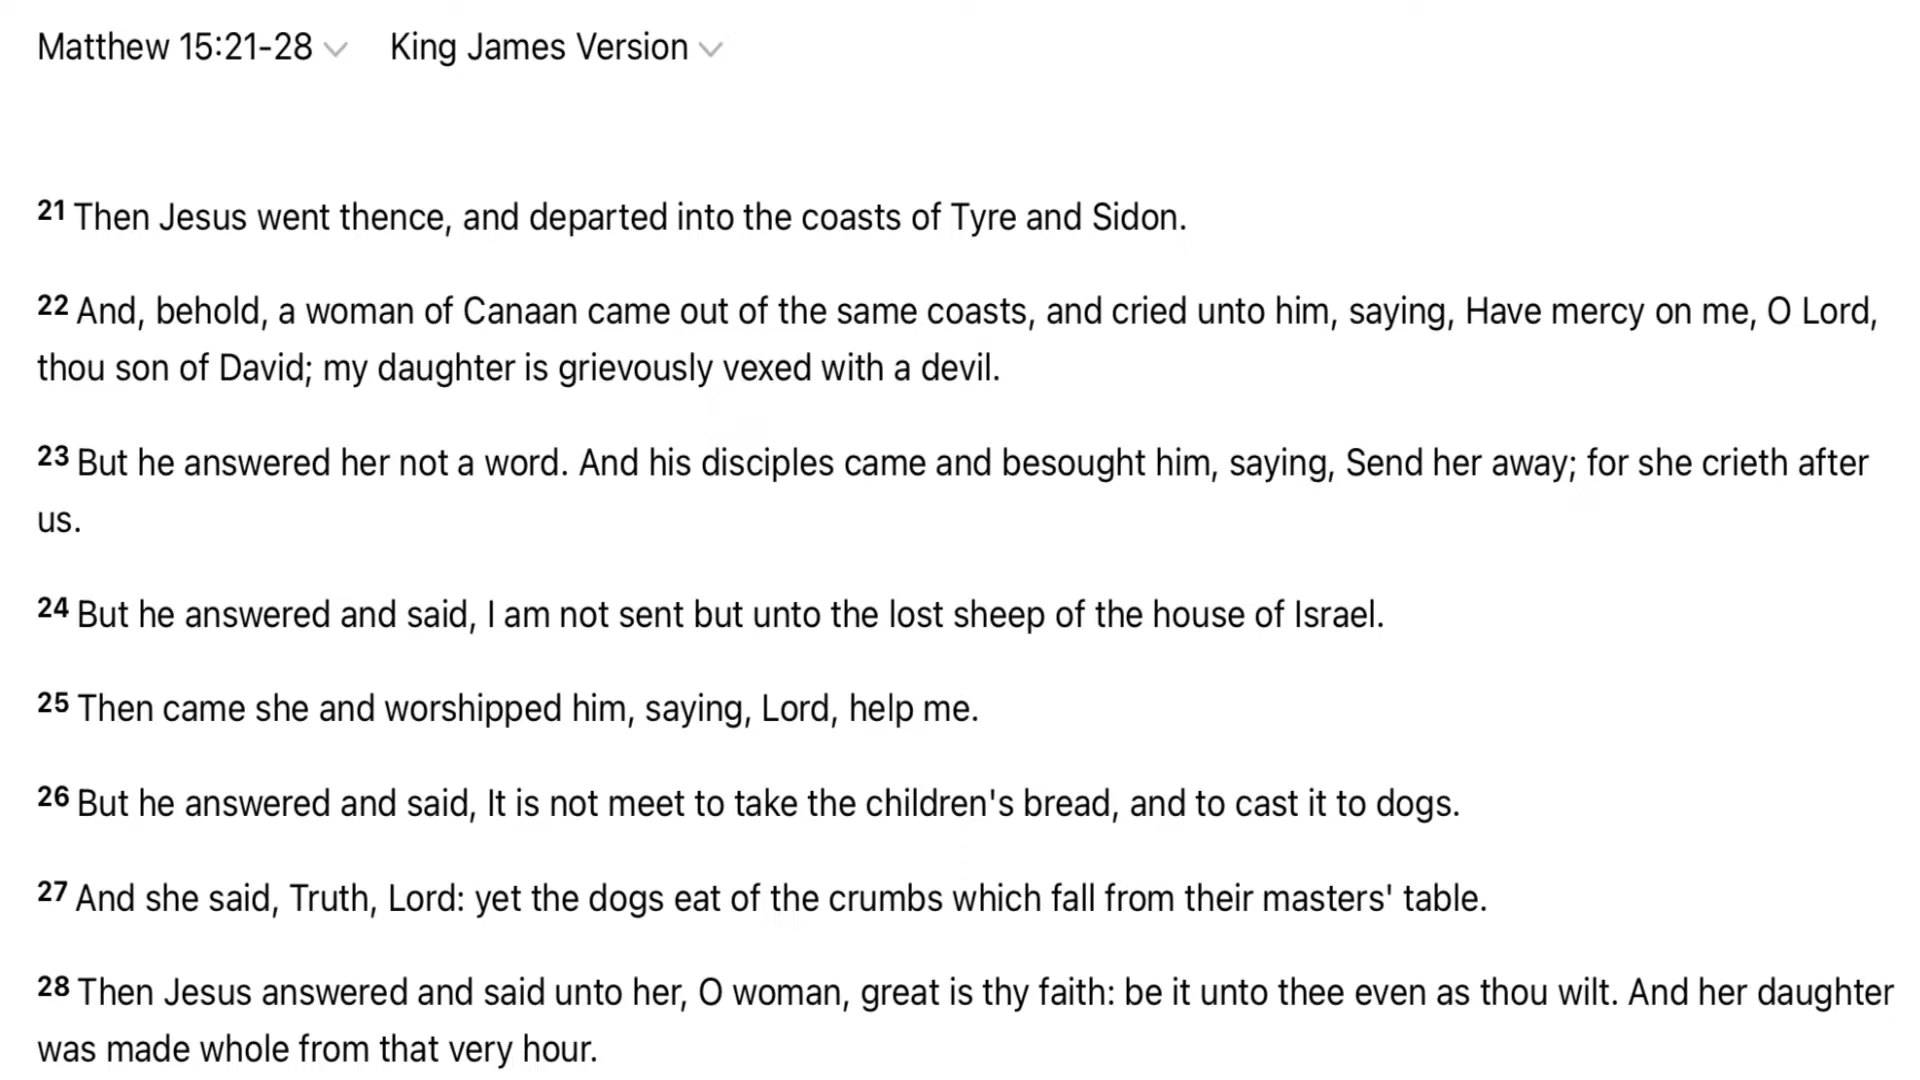 Matthew 15:21-28 King James Version
21 Then Jesus went thence, and departed into the coasts of Tyre and Sidon.
22 And, behold, a woman of Canaan came out of the same coasts, and cried unto him, saying, Have mercy on me, O Lord,
thou son of David; my daughter is grievously vexed with a devil.
23 But he answered her not a word. And his disciples came and besought him, saying, Send her away; for she crieth after
us.
24 But he answered and said, I am not sent but unto the lost sheep of the house of Israel.
25 Then came she and worshipped him, saying, Lord, help me.
26 But he answered and said, It is not meet to take the children's bread, and to cast it to dogs.
27 And she said, Truth, Lord: yet the dogs eat of the crumbs which fall from their masters' table.
28 Then Jesus answered and said unto her, O woman, great is thy faith: be it unto thee even as thou wilt. And her daughter
was made whole from that very hour.